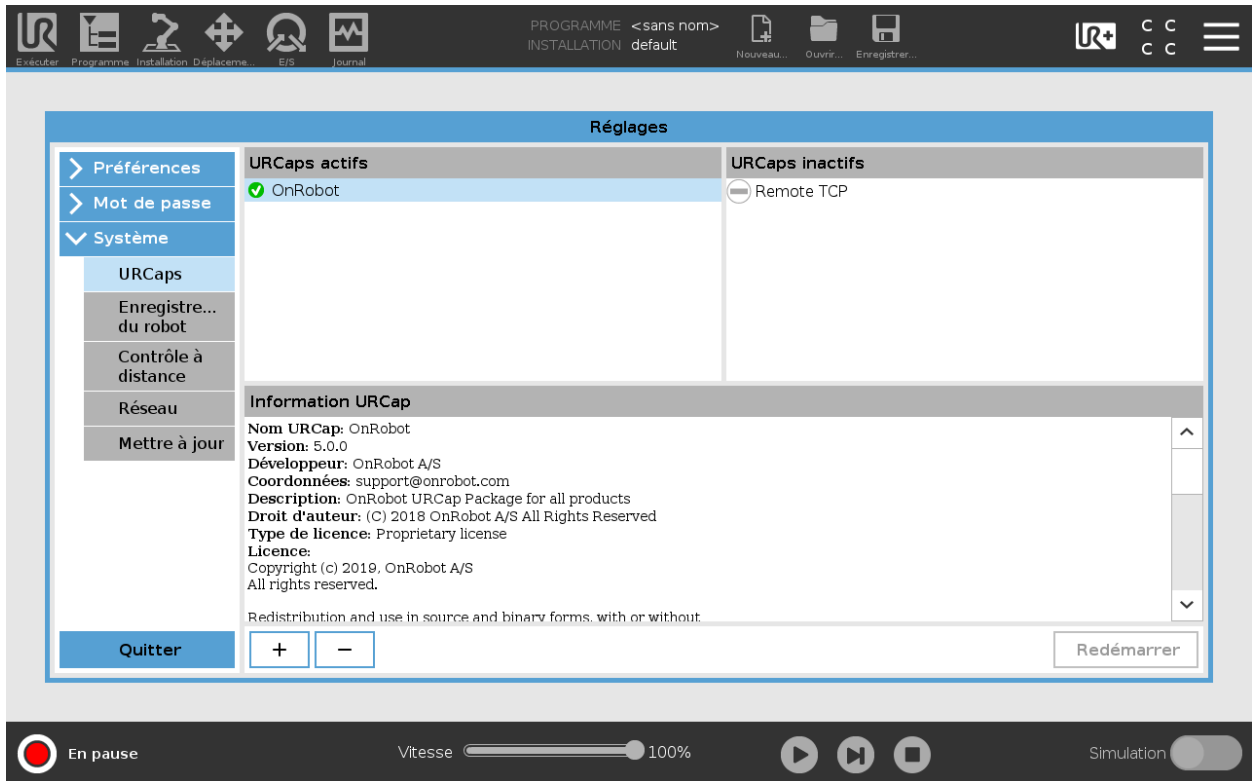 UR
UR+
C C
C C
PROGRAMME <sans nom>
INSTALLATION default
Exécuter
Programme
Installation
Déplaceme...
E/S
Journal
Nouveau...
Ouvrir...
Enregistrer...
Réglages
Préférences
Mot de passe
Système
URCaps
Enregistre...
du robot
Contrôle à
distance
Réseau
Mettre à jour
Quitter
URCaps actifs
OnRobot
URCaps inactifs
Remote TCP
Information URCap
Nom URCap: OnRobot
Version: 5.0.0
Développeur: OnRobot A/S
Coordonnées: support@onrobot.com
Description: OnRobot URCap Package for all products
Droit d'auteur: (C) 2018 OnRobot A/S All Rights Reserved
Type de licence: Proprietary license
Licence:
Copyright (c) 2019, OnRobot A/S
All rights reserved.
Redistribution and use in source and binary forms, with or without
+
−
Redémarrer
En pause
Vitesse
100%
Simulation